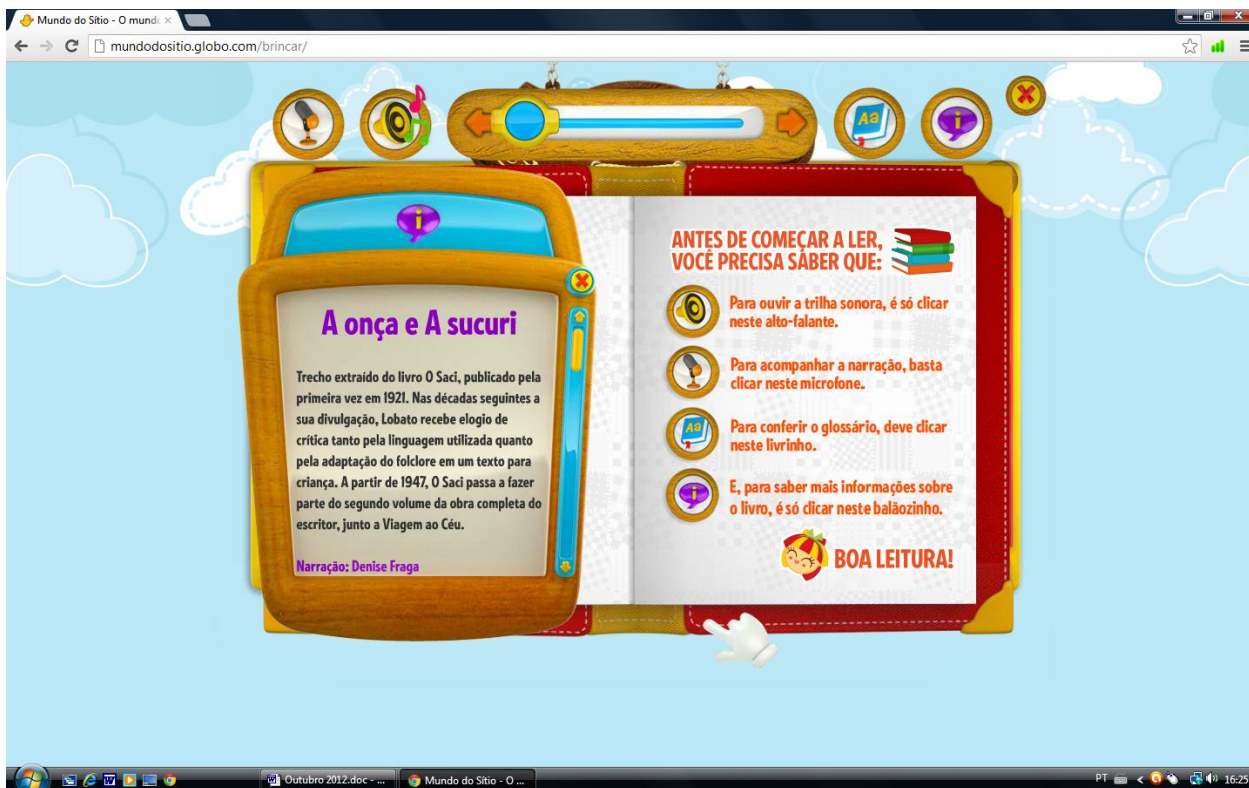 Mundo do Sítio - O mund
mundodositio.globo.com/brincar/
Aa
i
i
A onça e A sucuri
Trecho extraído do livro O Saci, publicado pela
primeira vez em 1921. Nas décadas seguintes a
sua divulgação, Lobato recebe elogio de
crítica tanto pela linguagem utilizada quanto
pela adaptação do folclore em um texto para
criança. A partir de 1947, O Saci passa a fazer
parte do segundo volume da obra completa do
escritor, junto a Viagem ao Céu.
Narração: Denise Fraga
ANTES DE COMEÇAR A LER,
VOCÊ PRECISA SABER QUE:
Para ouvir a trilha sonora, é só clicar
neste alto-falante.
Para acompanhar a narração, basta
clicar neste microfone.
Aa
Para conferir o glossário, deve clicar
neste livrinho.
i
E, para saber mais informações sobre
o livro, é só clicar neste balãozinho.
BOA LEITURA!
Outubro 2012.doc - ...
Mundo do Sítio - O ...
PT
16:25